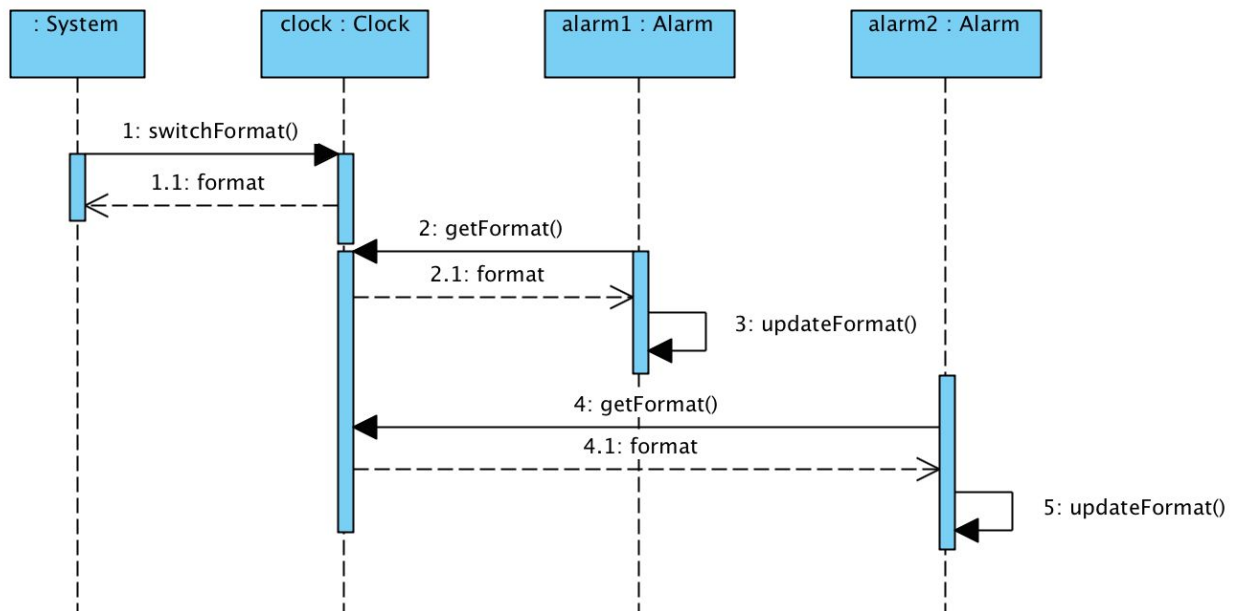 : System
clock : Clock
alarm1 : Alarm
alarm2 : Alarm
1: switchFormat()
1.1: format
2: getFormat()
2.1: format
3: updateFormat()
4: getFormat()
4.1: format
5: updateFormat()